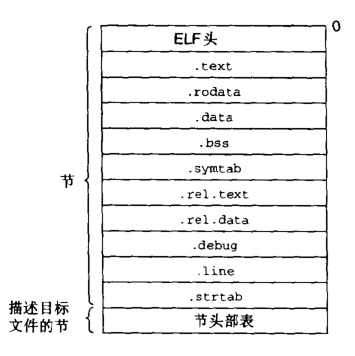 0
ELF头
.text
.rodata
.data
.bss
.symtab
.rel.text
.rel.data
.debug
.line
.strtab
节头部表
节
描述目标
文件的节